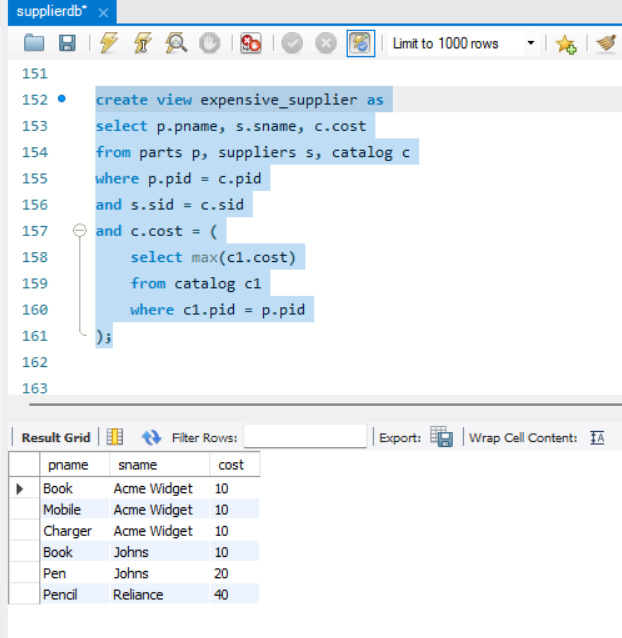 supplierdb*
Limit to 1000 rows
151
152 create view expensive_supplier as
153 select p.pname, s.sname, c.cost
154 from parts p, suppliers s, catalog c
155 where p.pid = c.pid
156 and s.sid = c.sid
157 and c.cost = (
158 select max(c1.cost)
159 from catalog c1
160 where c1.pid = p.pid
161 );
162
163
Result Grid Filter Rows: Export: Wrap Cell Content: IA
pname sname cost
Book Acme Widget 10
Mobile Acme Widget 10
Charger Acme Widget 10
Book Johns 10
Pen Johns 20
Pencil Reliance 40